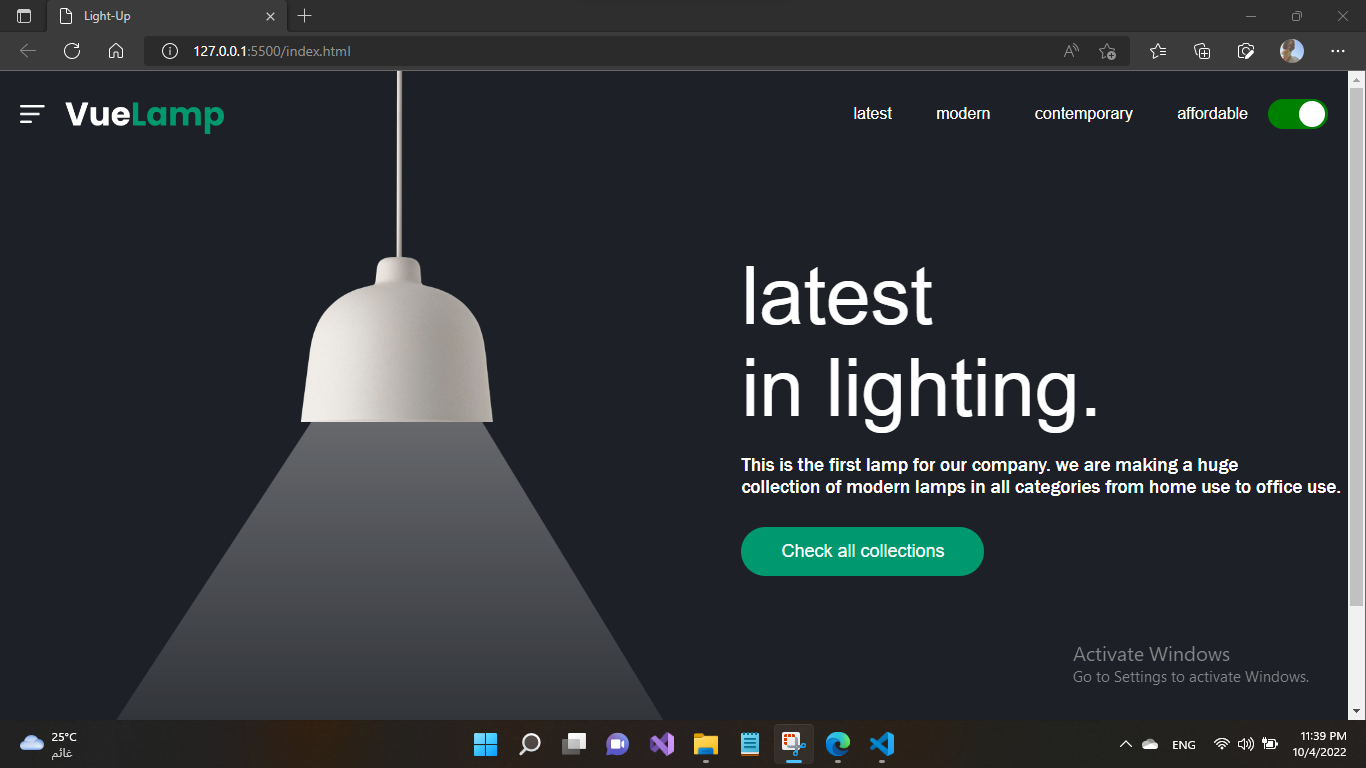 Light-Up
127.0.0.1:5500/index.html
VueLamp
latest
modern
contemporary
affordable
latest
in lighting.
This is the first lamp for our company. we are making a huge
collection of modern lamps in all categories from home use to office use.
Check all collections
Activate Windows
Go to Settings to activate Windows.
25°C
غائم
ENG
11:39 PM
10/4/2022